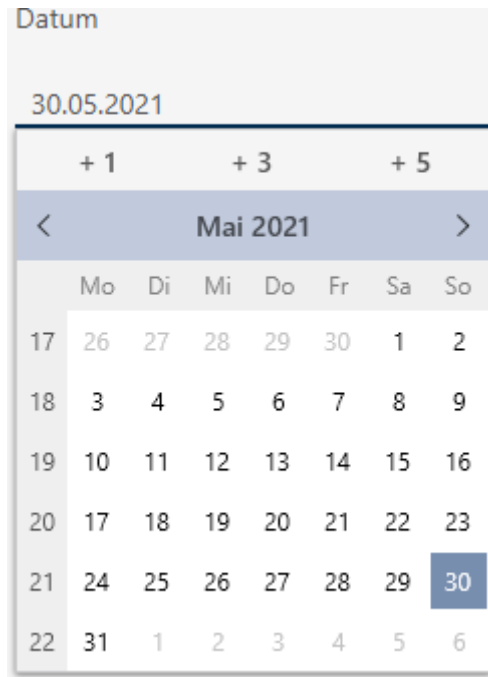 Datum
30.05.2021
+ 1 + 3 + 5
< Mai 2021 >
Mo Di Mi Do Fr Sa So
17 26 27 28 29 30 1 2
18 3 4 5 6 7 8 9
19 10 11 12 13 14 15 16
20 17 18 19 20 21 22 23
21 24 25 26 27 28 29 30
22 31 1 2 3 4 5 6